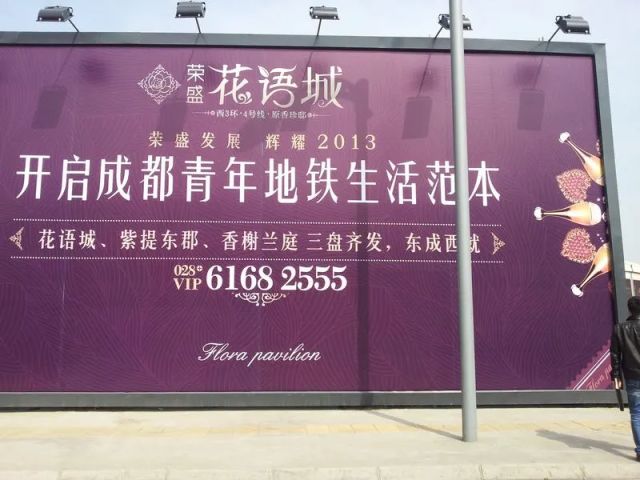 荣盛 花语城
西3环·4号线·原香珍邸
荣盛发展 辉耀2013
开启成都青年地铁生活范本
花语城、紫提东郡、香榭兰庭 三盘齐发，东成西就
028 VIP 6168 2555
Flora pavilion
Flora pa